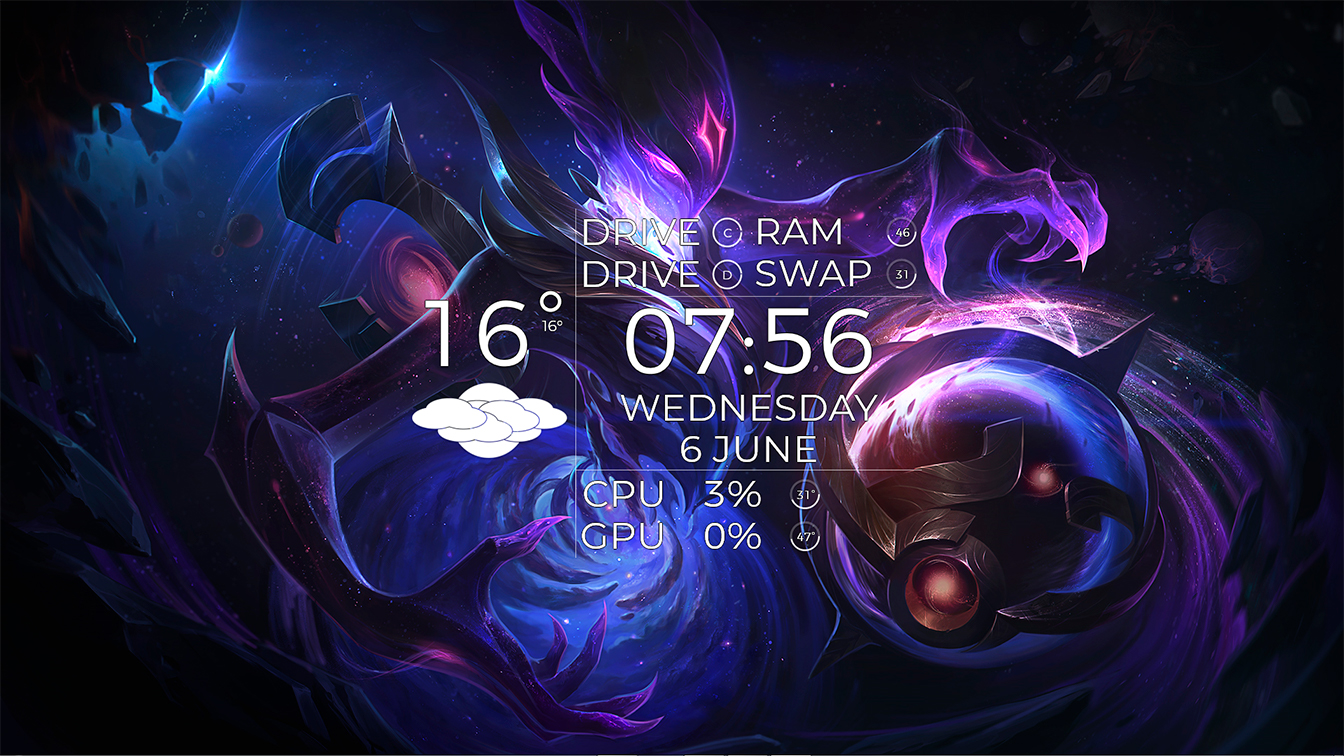 DRIVE C RAM 46
DRIVE D SWAP 31
16° 16°
07:56
WEDNESDAY
6 JUNE
CPU 3% 31°
GPU 0% 47°